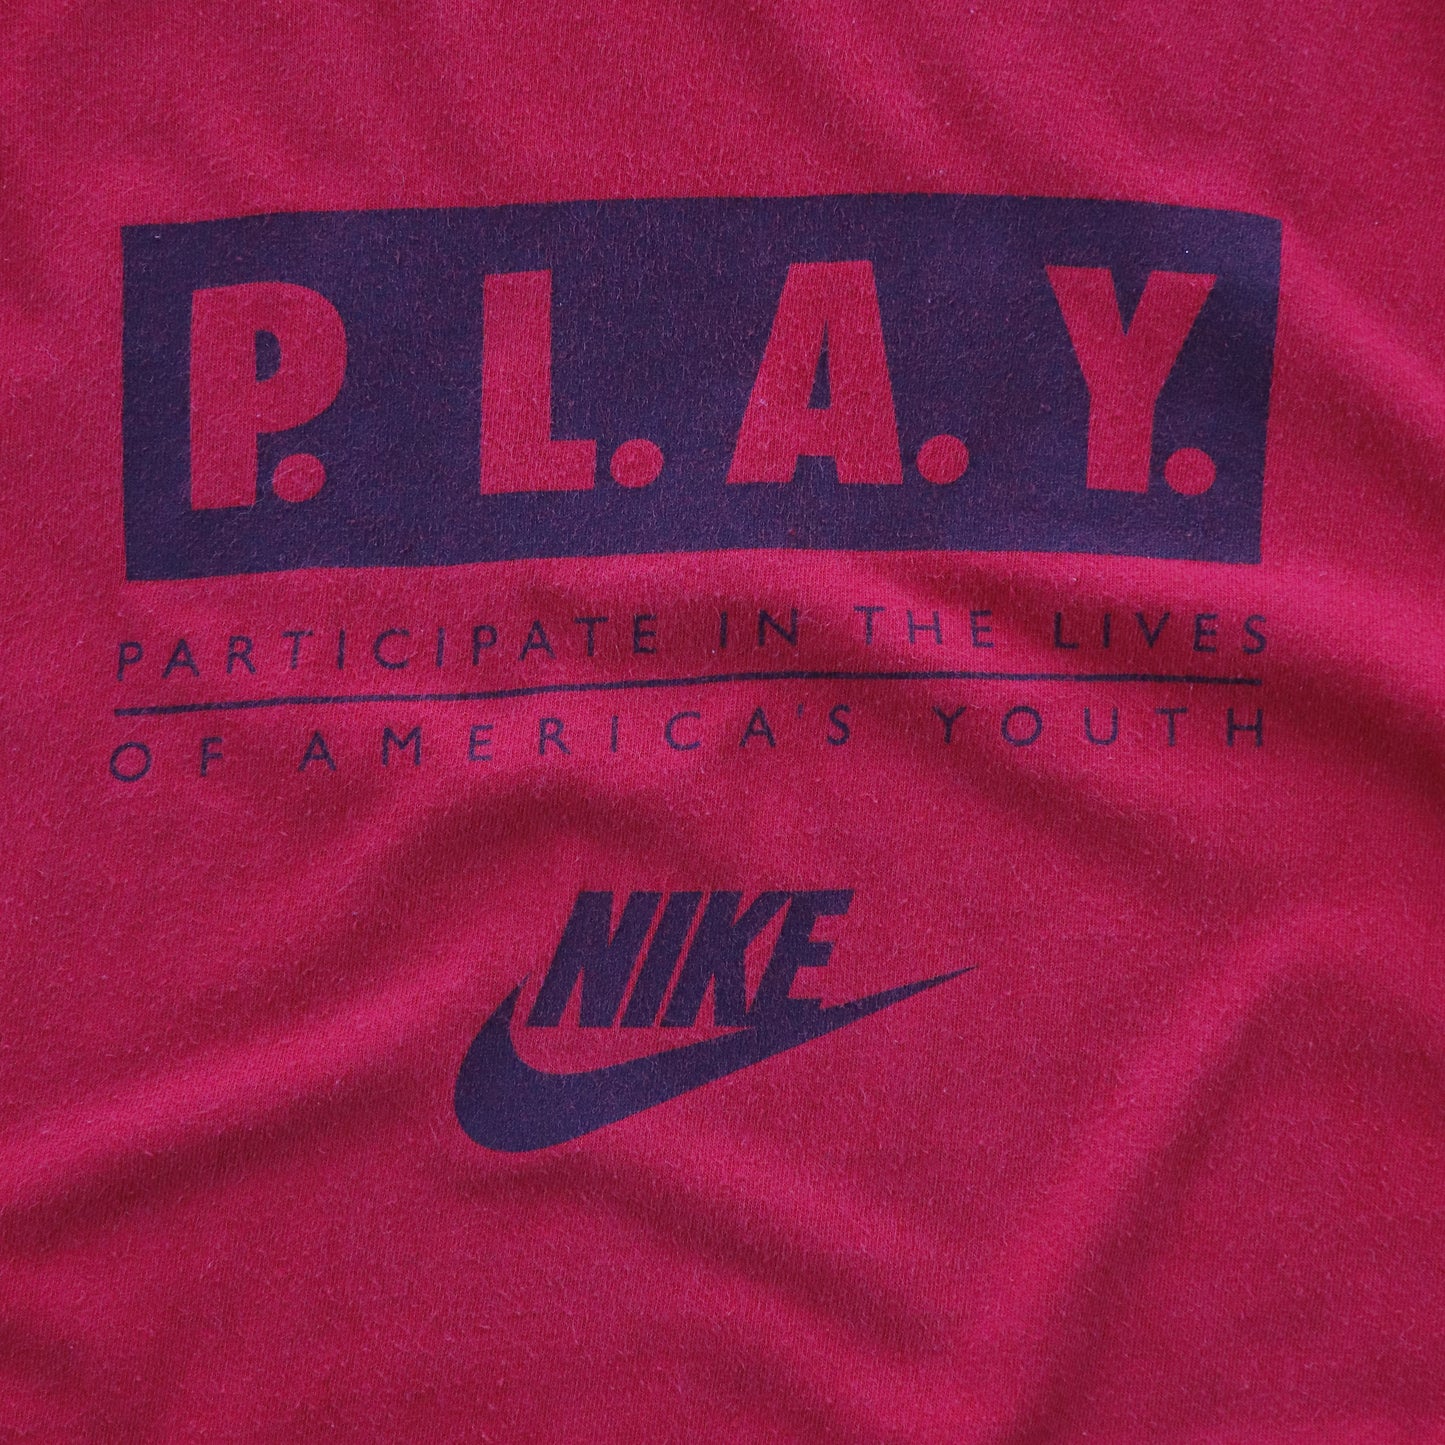 P.L.A.Y.
PARTICIPATE IN THE LIVES
OF AMERICA'S YOUTH
NIKE